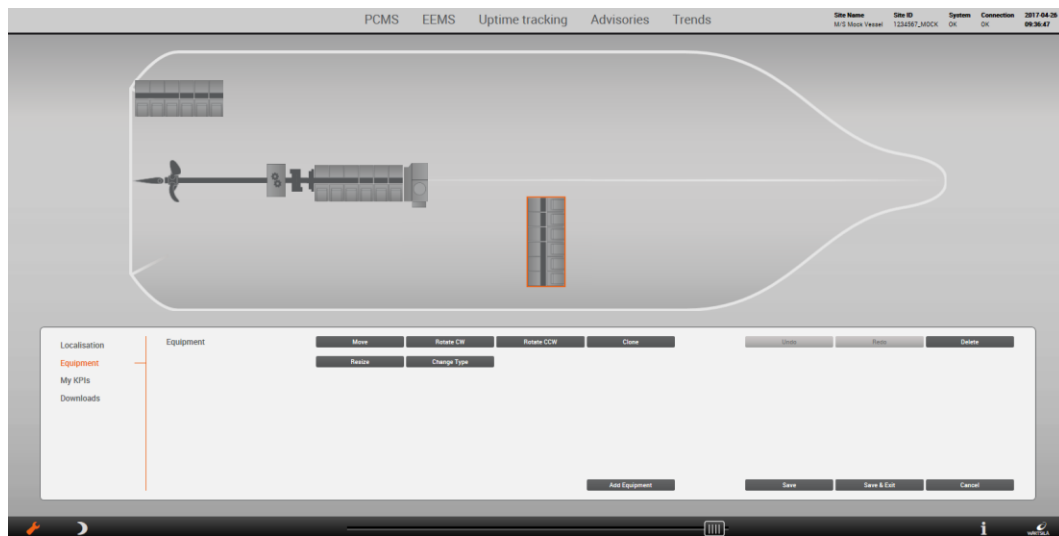 PCMS EEMS Uptime tracking Advisories Trends
Site Name Site ID System Connection 2017-04-26
M/S Mock Vessel 1234567_MOCK OK OK 09:36:47
Localisation
Equipment
My KPIs
Downloads
Equipment
Move Rotate CW Rotate CCW Clone Undo Redo Delete
Resize Change Type
Add Equipment Save Save & Exit Cancel
i
WÄRTSILÄ